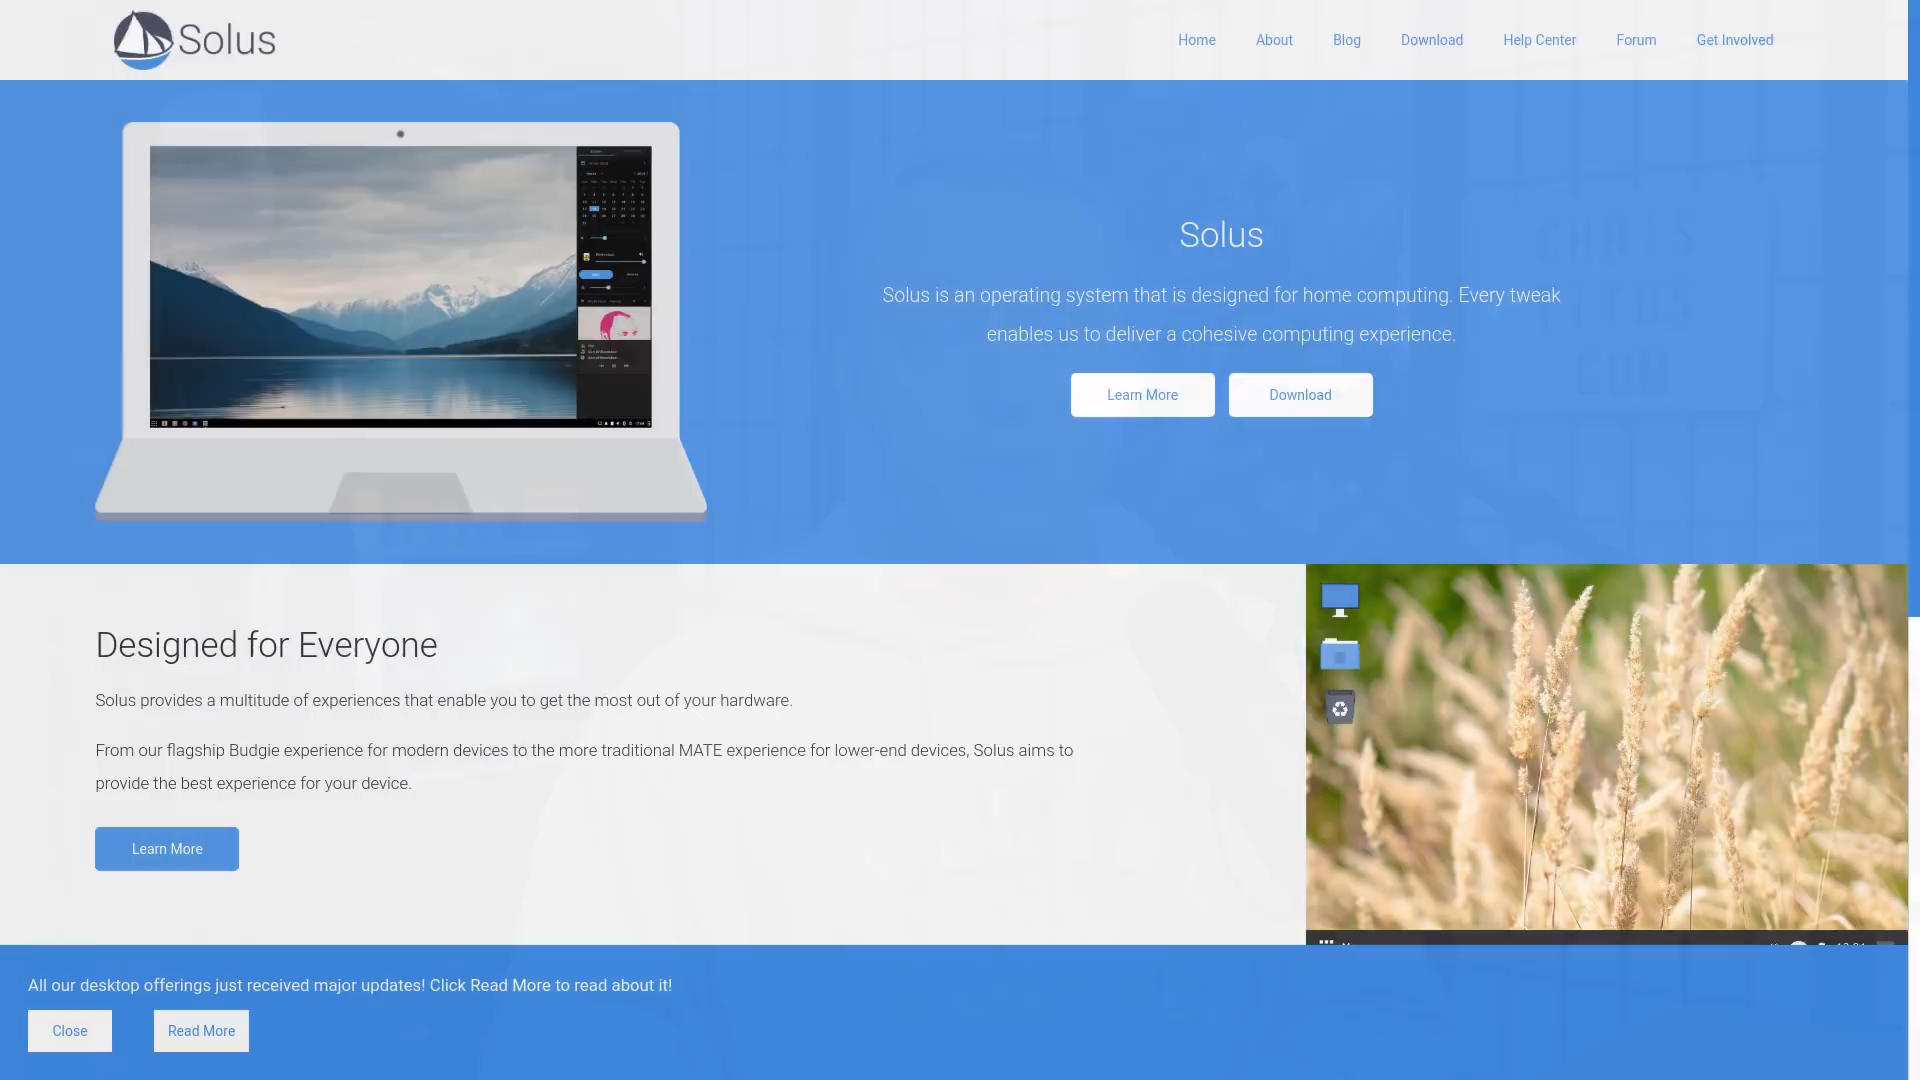 Solus
Home About Blog Download Help Center Forum Get Involved
Solus
Solus is an operating system that is designed for home computing. Every tweak
enables us to deliver a cohesive computing experience.
Learn More Download
Designed for Everyone
Solus provides a multitude of experiences that enable you to get the most out of your hardware.
From our flagship Budgie experience for modern devices to the more traditional MATE experience for lower-end devices, Solus aims to
provide the best experience for your device.
Learn More
All our desktop offerings just received major updates! Click Read More to read about it!
Close Read More